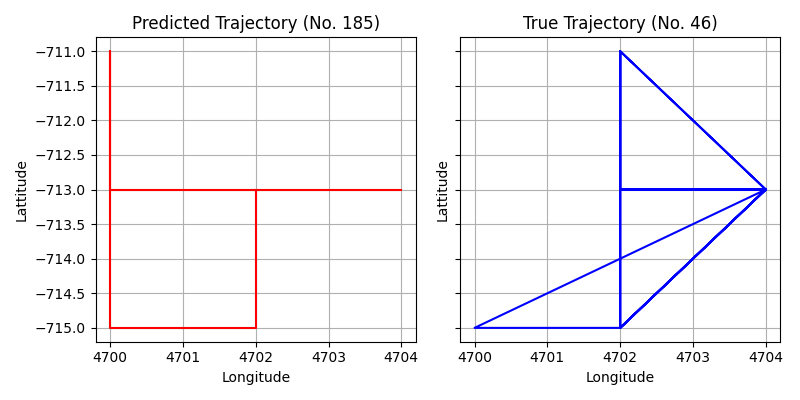 Predicted Trajectory (No. 185)
Lattitude
−711.0
−711.5
−712.0
−712.5
−713.0
−713.5
−714.0
−714.5
−715.0
4700 4701 4702 4703 4704
Longitude
True Trajectory (No. 46)
Lattitude
4700 4701 4702 4703 4704
Longitude